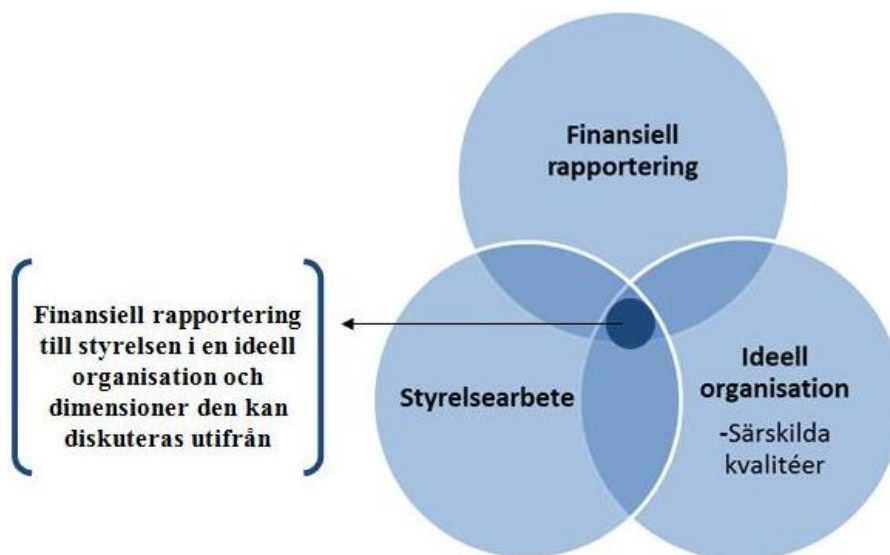 Finansiell
rapportering
Finansiell rapportering
till styrelsen i en ideell
organisation och
dimensioner den kan
diskuteras utifrån
Styrelsearbete
Ideell
organisation
-Särskilda
kvalitéer